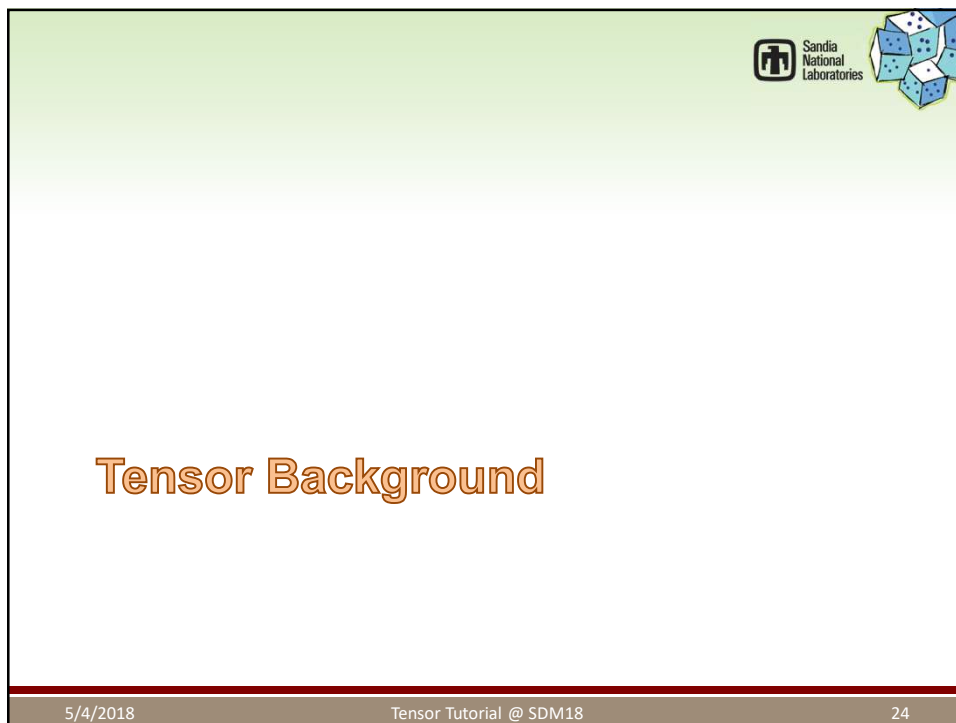 Sandia
National
Laboratories
Tensor Background
5/4/2018
Tensor Tutorial @ SDM18
24